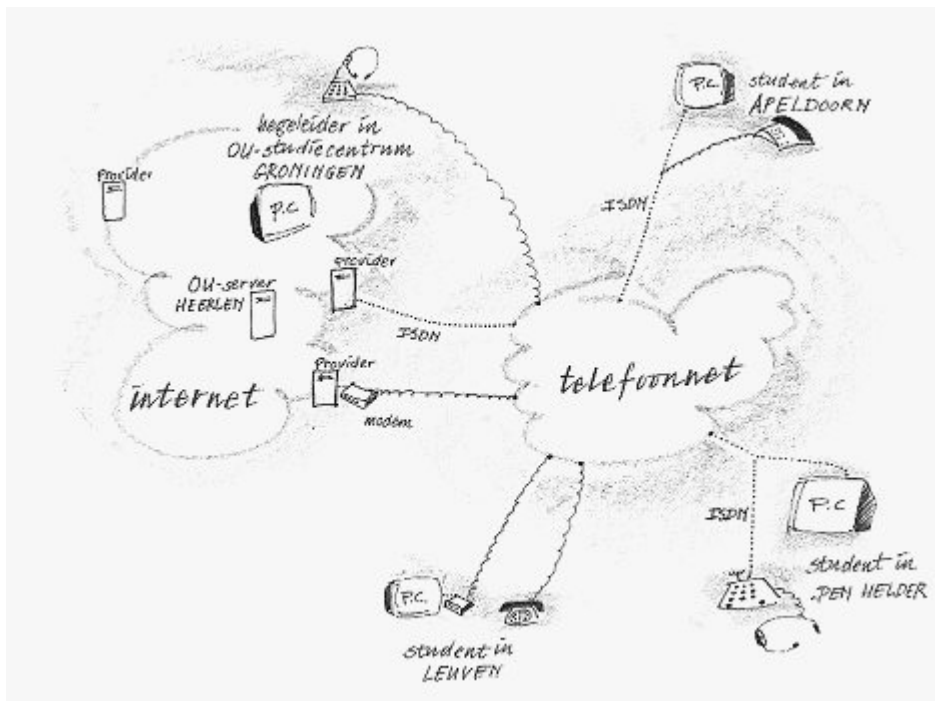 P.C
student in
APELDOORN
begeleider in
OU-studiecentrum
GRONINGEN
Provider
P.C
ISDN
provider
OU-server
HEERLEN
ISDN
telefoonnet
Provider
internet
modem
P.C
ISDN
student in
DEN HELDER
P.C.
student in
LEUVEN